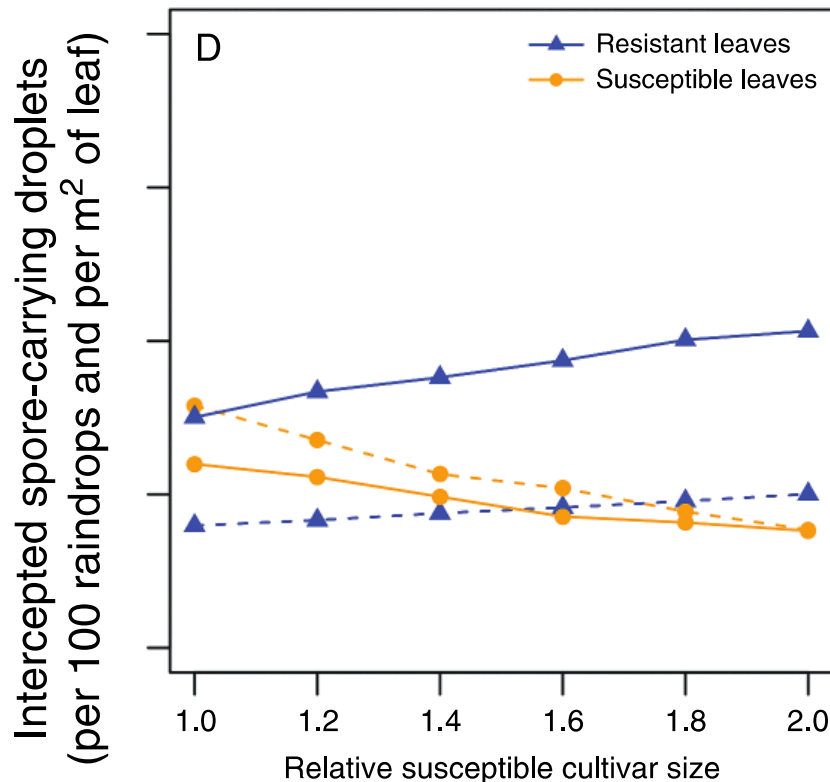 Intercepted spore-carrying droplets
(per 100 raindrops and per m² of leaf)
D
Resistant leaves
Susceptible leaves
1.0 1.2 1.4 1.6 1.8 2.0
Relative susceptible cultivar size